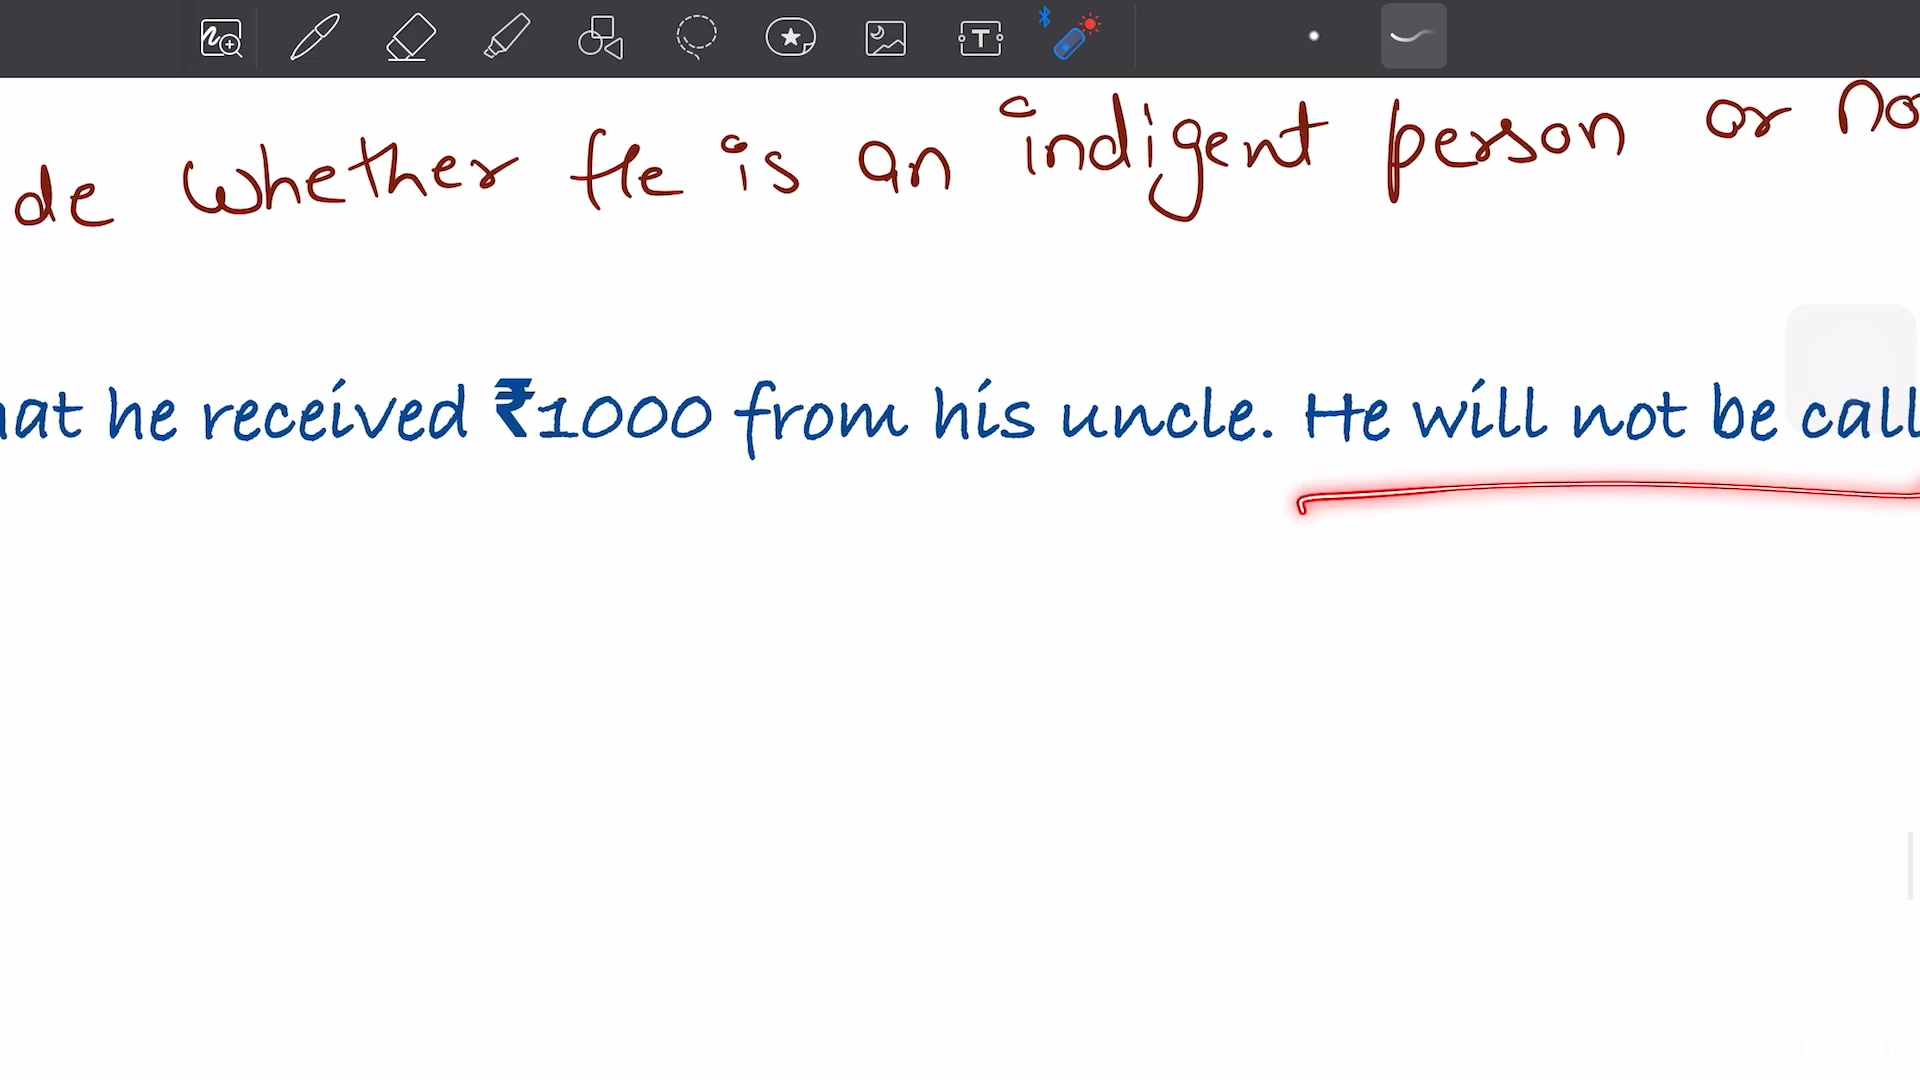 de whether He is an indigent person or no
hat he received ₹1000 from his uncle. He will not be call